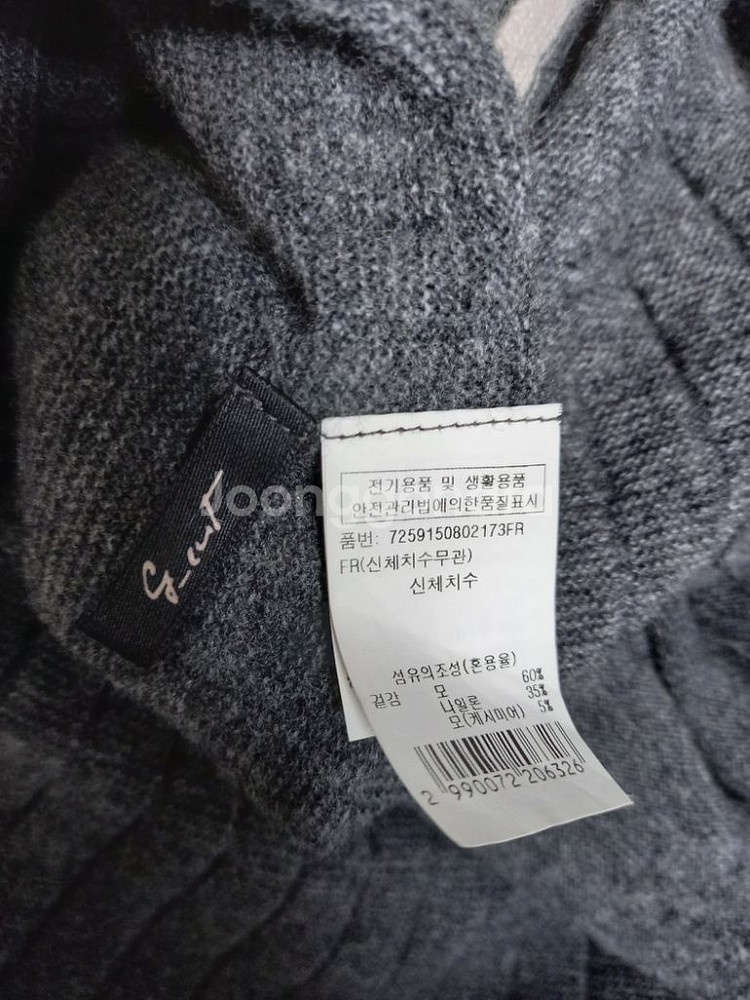 G_cut
전기용품 및 생활용품
안전관리법에의한품질표시
품번: 7259150802173FR
FR(신체치수무관)
신체치수
섬유의조성(혼용율)
겉감 모 60%
나일론 35%
모(캐시미어) 5%
2 990072 206326